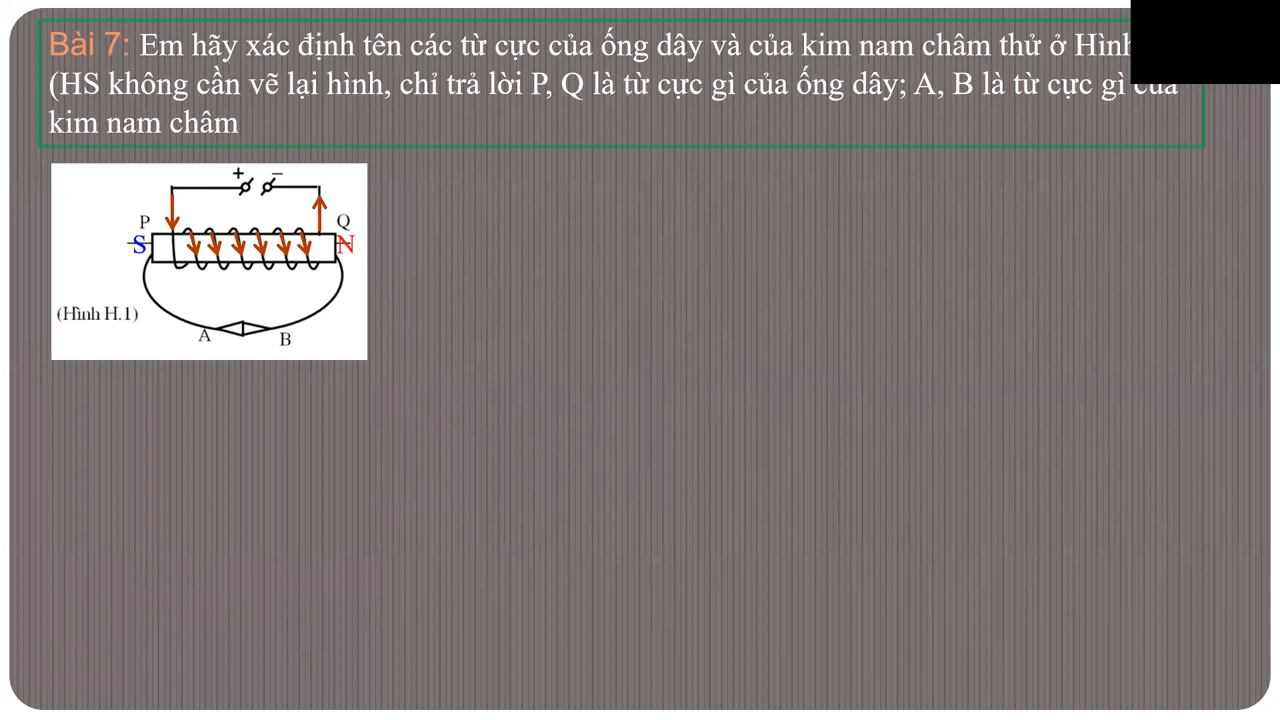 Bài 7: Em hãy xác định tên các từ cực của ống dây và của kim nam châm thử ở Hình
(HS không cần vẽ lại hình, chỉ trả lời P, Q là từ cực gì của ống dây; A, B là từ cực gì của
kim nam châm
+ −
P Q
S N
(Hình H.1)
A B